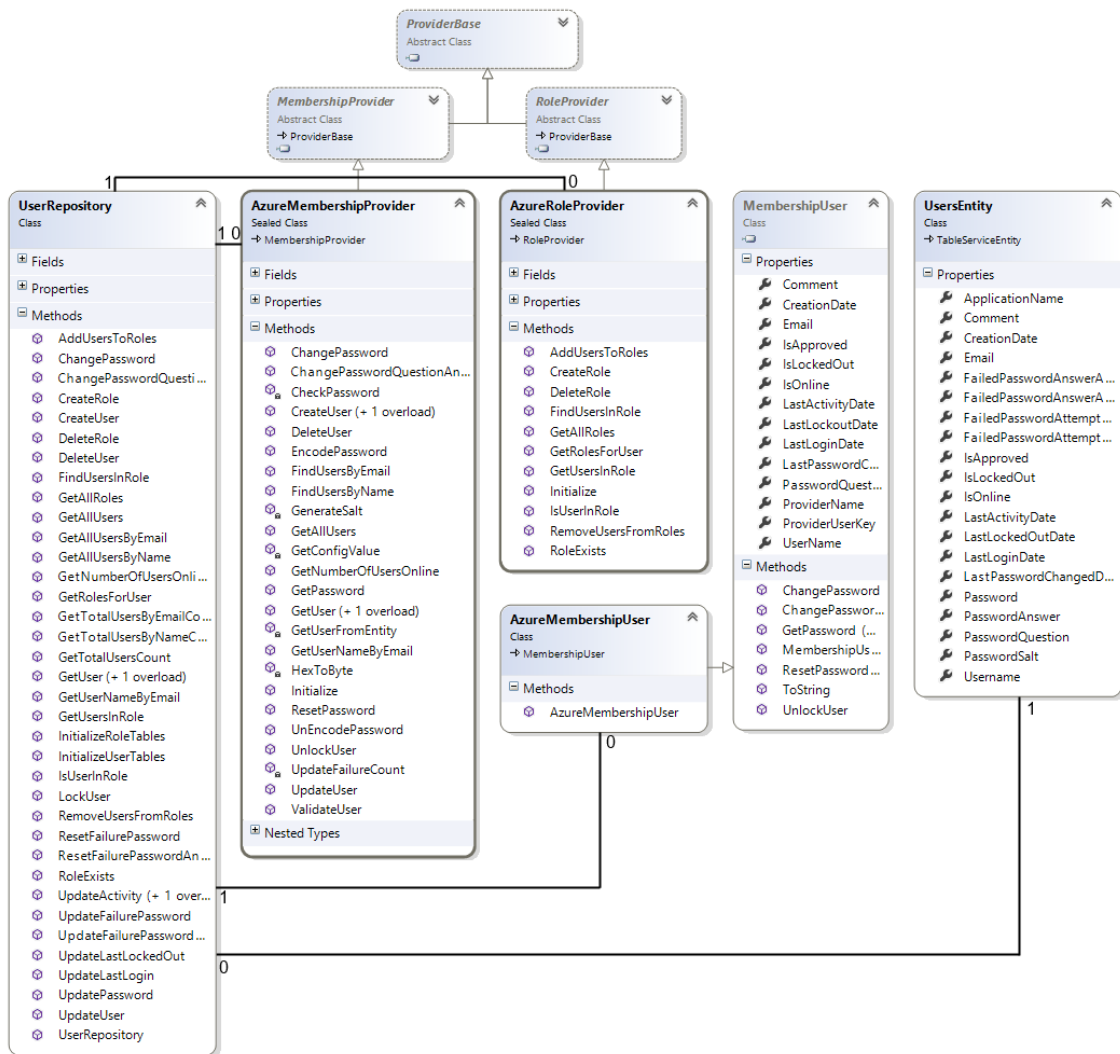 ProviderBase
Abstract Class
MembershipProvider
Abstract Class
ProviderBase
RoleProvider
Abstract Class
ProviderBase
1
0
UserRepository
Class
Fields
Properties
Methods
AddUsersToRoles
ChangePassword
ChangePasswordQuesti...
CreateRole
CreateUser
DeleteRole
DeleteUser
FindUsersInRole
GetAllRoles
GetAllUsers
GetAllUsersByEmail
GetAllUsersByName
GetNumberOfUsersOnli...
GetRolesForUser
GetTotalUsersByEmailCo...
GetTotalUsersByNameC...
GetTotalUsersCount
GetUser (+ 1 overload)
GetUserNameByEmail
GetUsersInRole
InitializeRoleTables
InitializeUserTables
IsUserInRole
LockUser
RemoveUsersFromRoles
ResetFailurePassword
ResetFailurePasswordAn...
RoleExists
UpdateActivity (+ 1 over...
UpdateFailurePassword
UpdateFailurePassword...
UpdateLastLockedOut
UpdateLastLogin
UpdatePassword
UpdateUser
UserRepository
1 0
AzureMembershipProvider
Sealed Class
MembershipProvider
Fields
Properties
Methods
ChangePassword
ChangePasswordQuestionAn...
CheckPassword
CreateUser (+ 1 overload)
DeleteUser
EncodePassword
FindUsersByEmail
FindUsersByName
GenerateSalt
GetAllUsers
GetConfigValue
GetNumberOfUsersOnline
GetPassword
GetUser (+ 1 overload)
GetUserFromEntity
GetUserNameByEmail
HexToByte
Initialize
ResetPassword
UnEncodePassword
UnlockUser
UpdateFailureCount
UpdateUser
ValidateUser
Nested Types
AzureRoleProvider
Sealed Class
RoleProvider
Fields
Properties
Methods
AddUsersToRoles
CreateRole
DeleteRole
FindUsersInRole
GetAllRoles
GetRolesForUser
GetUsersInRole
Initialize
IsUserInRole
RemoveUsersFromRoles
RoleExists
AzureMembershipUser
Class
MembershipUser
Methods
AzureMembershipUser
0
MembershipUser
Class
Properties
Comment
CreationDate
Email
IsApproved
IsLockedOut
IsOnline
LastActivityDate
LastLockoutDate
LastLoginDate
LastPasswordC...
PasswordQuest...
ProviderName
ProviderUserKey
UserName
Methods
ChangePassword
ChangePasswor...
GetPassword (...
MembershipUs...
ResetPassword...
ToString
UnlockUser
UsersEntity
Class
TableServiceEntity
Properties
ApplicationName
Comment
CreationDate
Email
FailedPasswordAnswerA...
FailedPasswordAnswerA...
FailedPasswordAttempt...
FailedPasswordAttempt...
IsApproved
IsLockedOut
IsOnline
LastActivityDate
LastLockedOutDate
LastLoginDate
LastPasswordChangedD...
Password
PasswordAnswer
PasswordQuestion
PasswordSalt
Username
1
1
0